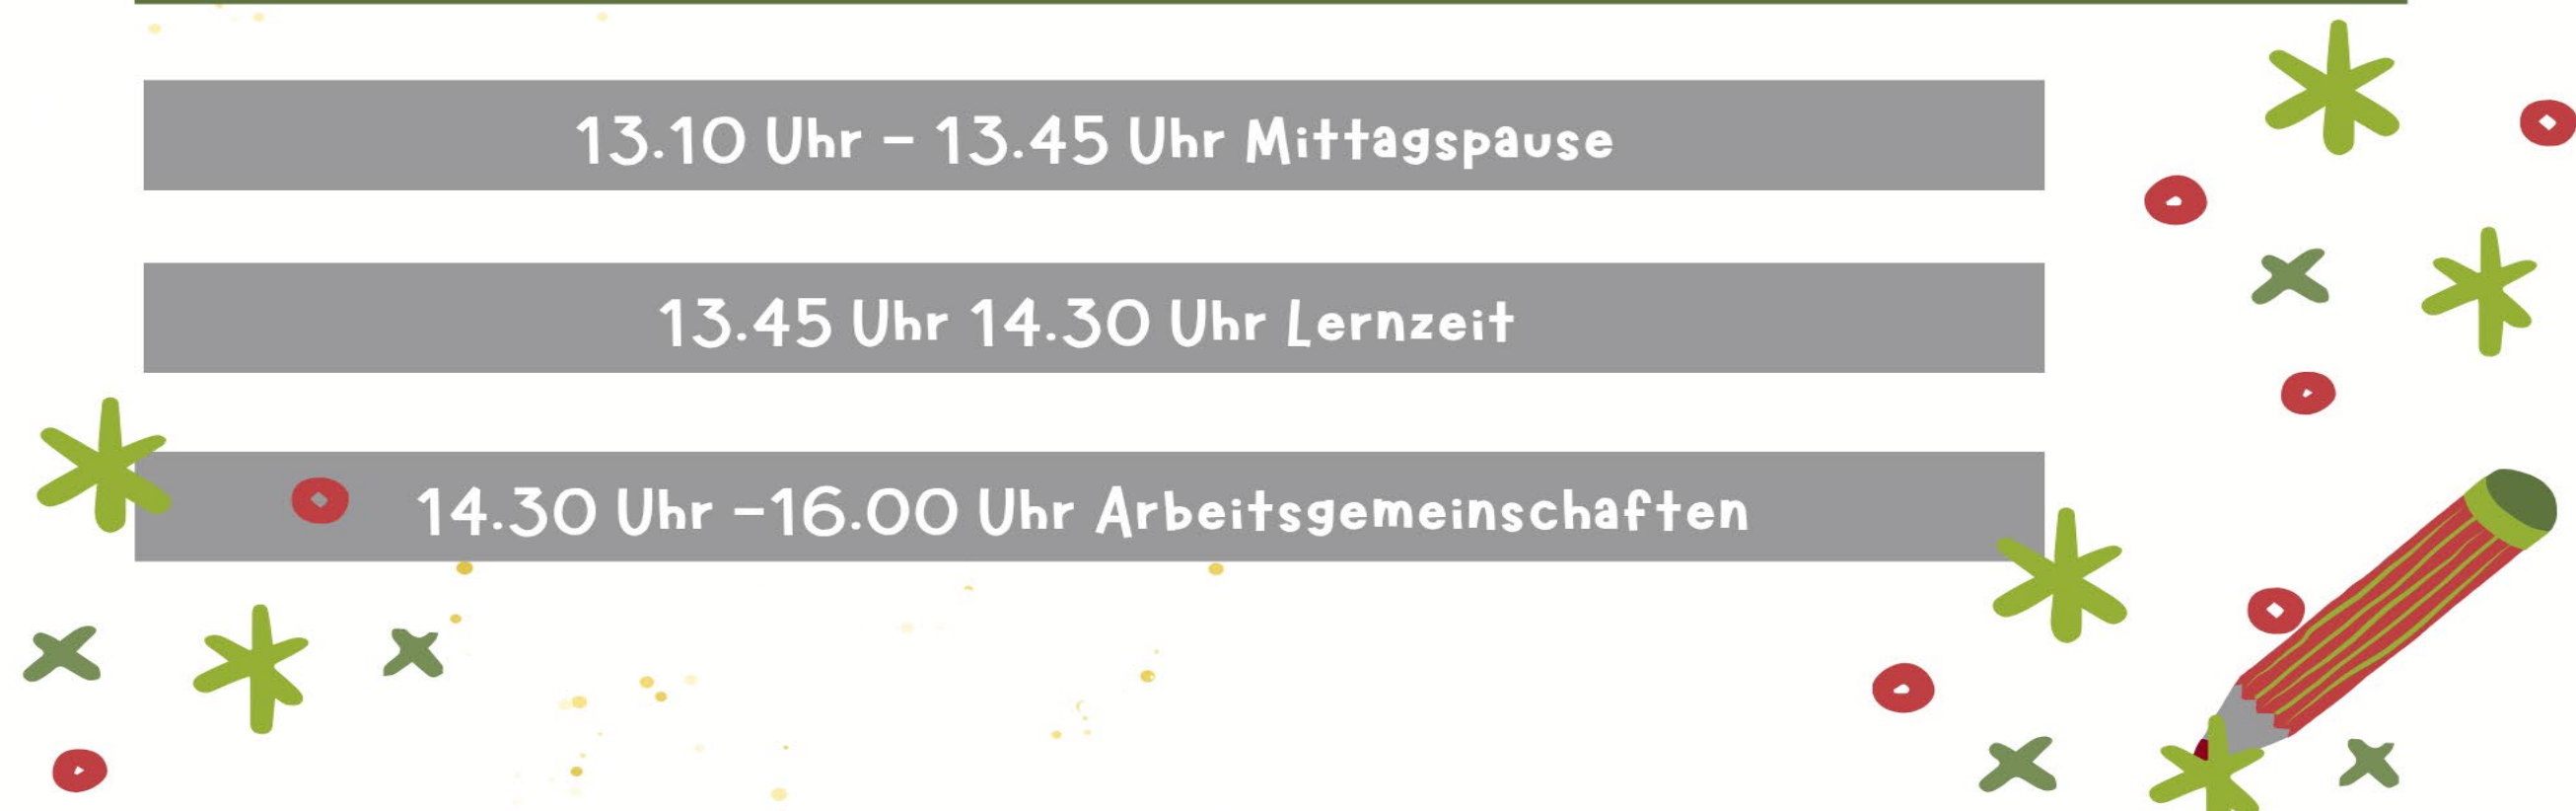 13.10 Uhr – 13.45 Uhr Mittagspause
13.45 Uhr 14.30 Uhr Lernzeit
14.30 Uhr –16.00 Uhr Arbeitsgemeinschaften